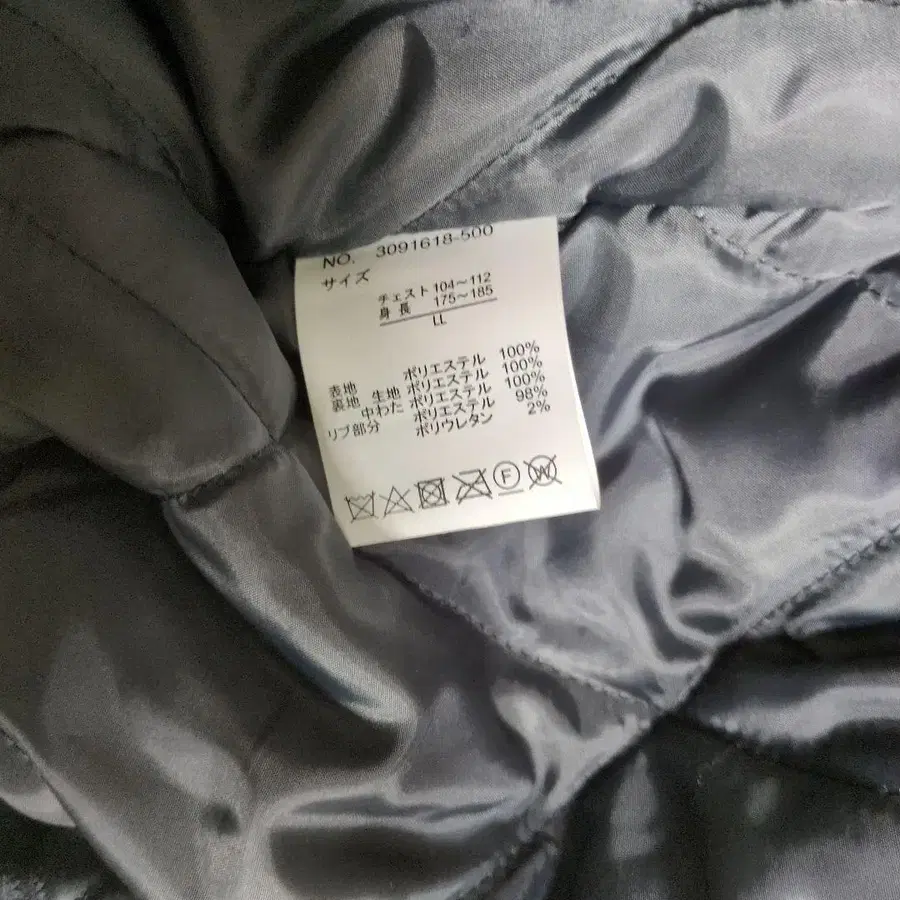 NO. 3091618-500
サイズ
チェスト 104～112
身長 175～185
LL
表地 ポリエステル 100%
裏地 生地 ポリエステル 100%
中わた ポリエステル 100%
リブ部分 ポリエステル 98%
ポリウレタン 2%
F W